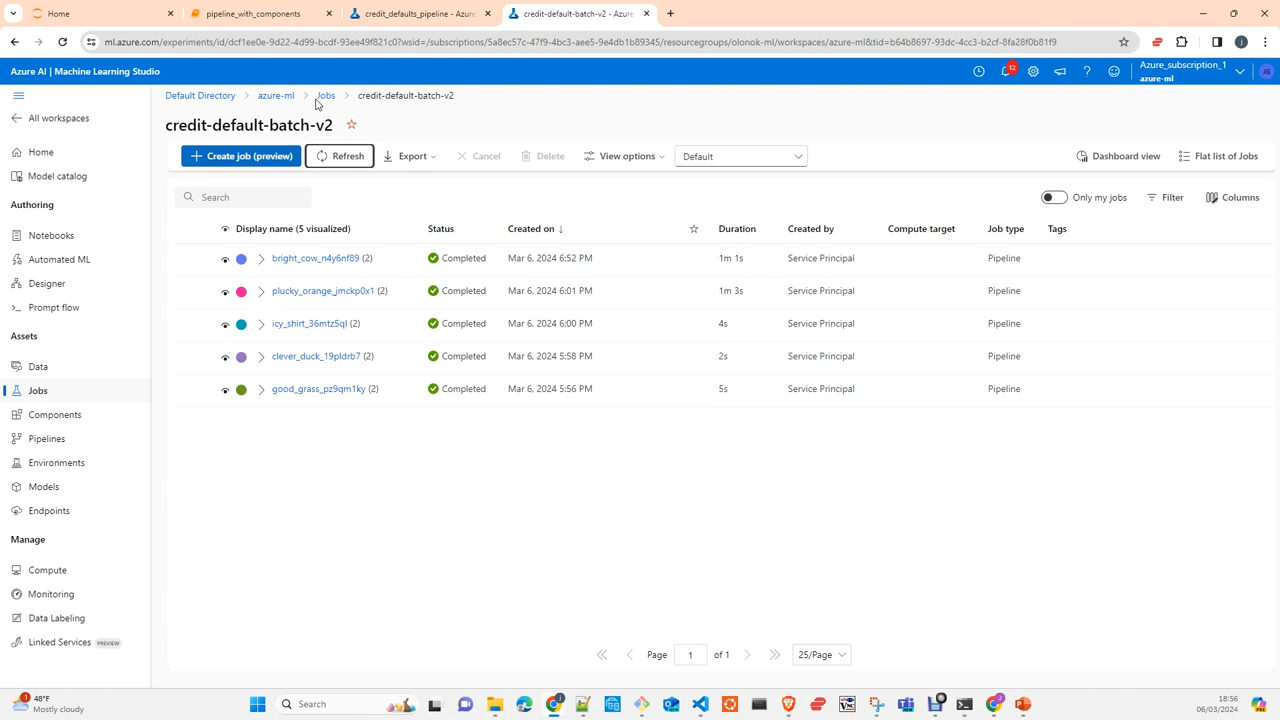 Home
pipeline_with_components
credit_defaults_pipeline - Azure
credit-default-batch-v2 - Azure
ml.azure.com/experiments/id/dcf1ee0e-9d22-4d99-bcdf-93ee49f821c0?wsid=/subscriptions/5a8ec57c-47f9-4bc3-aee5-9e4db1b89345/resourcegroups/olonok-ml/workspaces/azure-ml&tid=b64b8697-93dc-4cc3-b2cf-8fa28f0b81f9
Azure AI | Machine Learning Studio
12
Azure_subscription_1
azure-ml
JG
All workspaces
Home
Model catalog
Authoring
Notebooks
Automated ML
Designer
Prompt flow
Assets
Data
Jobs
Components
Pipelines
Environments
Models
Endpoints
Manage
Compute
Monitoring
Data Labeling
Linked Services PREVIEW
Default Directory > azure-ml > Jobs > credit-default-batch-v2
credit-default-batch-v2
Create job (preview) Refresh Export Cancel Delete View options Default Dashboard view Flat list of Jobs
Search Only my jobs Filter Columns
Display name (5 visualized) Status Created on ↓ Duration Created by Compute target Job type Tags
bright_cow_n4y6nf89 (2) Completed Mar 6, 2024 6:52 PM 1m 1s Service Principal Pipeline
plucky_orange_jmckp0x1 (2) Completed Mar 6, 2024 6:01 PM 1m 3s Service Principal Pipeline
icy_shirt_36mtz5ql (2) Completed Mar 6, 2024 6:00 PM 4s Service Principal Pipeline
clever_duck_19pldrb7 (2) Completed Mar 6, 2024 5:58 PM 2s Service Principal Pipeline
good_grass_pz9qm1ky (2) Completed Mar 6, 2024 5:56 PM 5s Service Principal Pipeline
Page 1 of 1 25/Page
1
48°F
Mostly cloudy
Search
18:56
06/03/2024